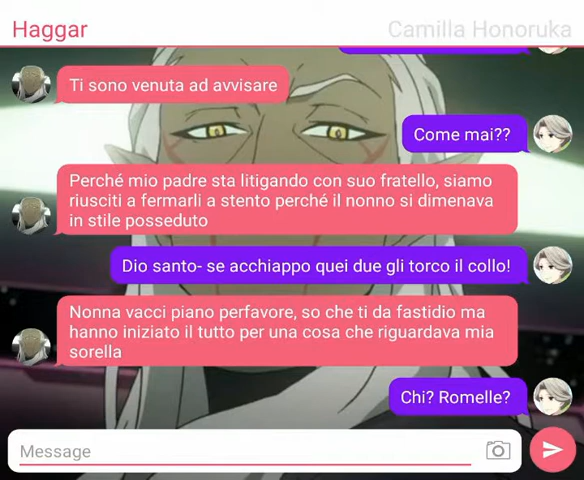 Haggar
Camilla Honoruka
Ti sono venuta ad avvisare
Come mai??
Perché mio padre sta litigando con suo fratello, siamo
riusciti a fermarli a stento perché il nonno si dimenava
in stile posseduto
Dio santo- se acchiappo quei due gli torco il collo!
Nonna vacci piano perfavore, so che ti da fastidio ma
hanno iniziato il tutto per una cosa che riguardava mia
sorella
Chi? Romelle?
Message